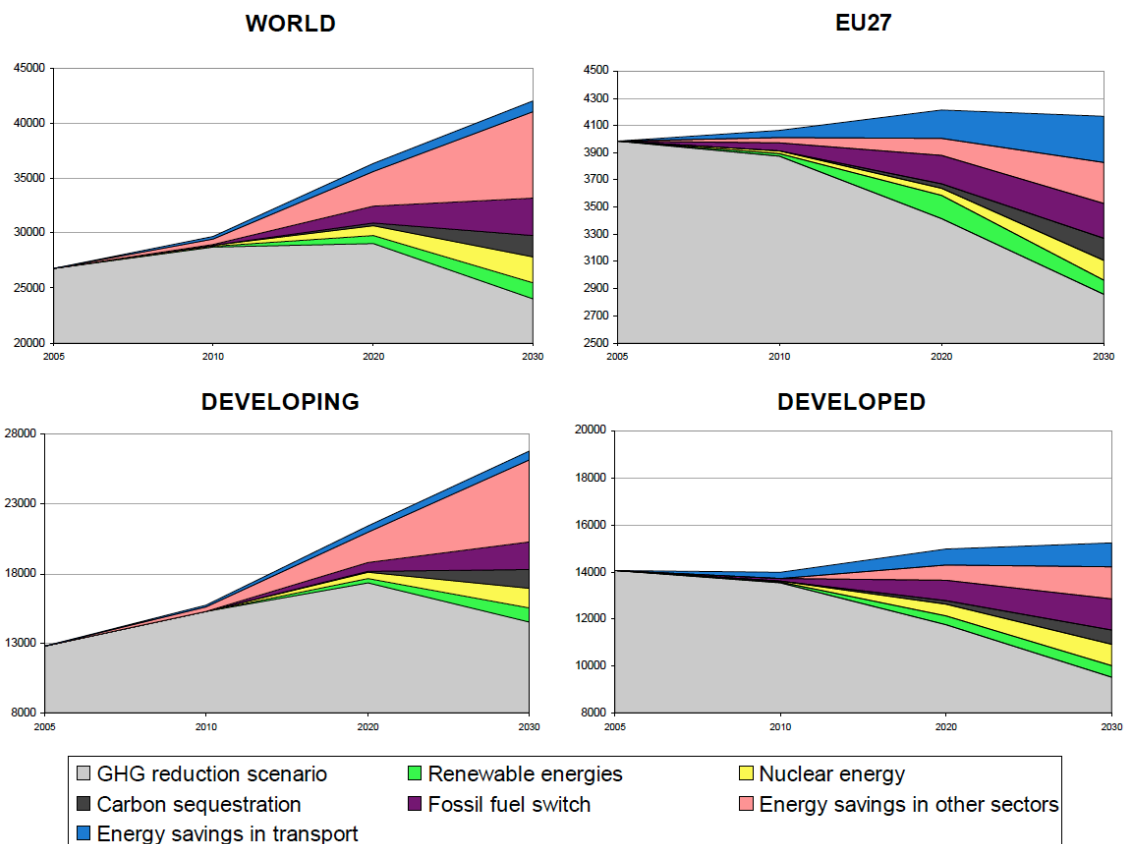 WORLD
45000
40000
35000
30000
25000
20000
2005 2010 2020 2030
EU27
4500
4300
4100
3900
3700
3500
3300
3100
2900
2700
2500
2005 2010 2020 2030
DEVELOPING
28000
23000
18000
13000
8000
2005 2010 2020 2030
DEVELOPED
20000
18000
16000
14000
12000
10000
8000
2005 2010 2020 2030
GHG reduction scenario Renewable energies Nuclear energy
Carbon sequestration Fossil fuel switch Energy savings in other sectors
Energy savings in transport